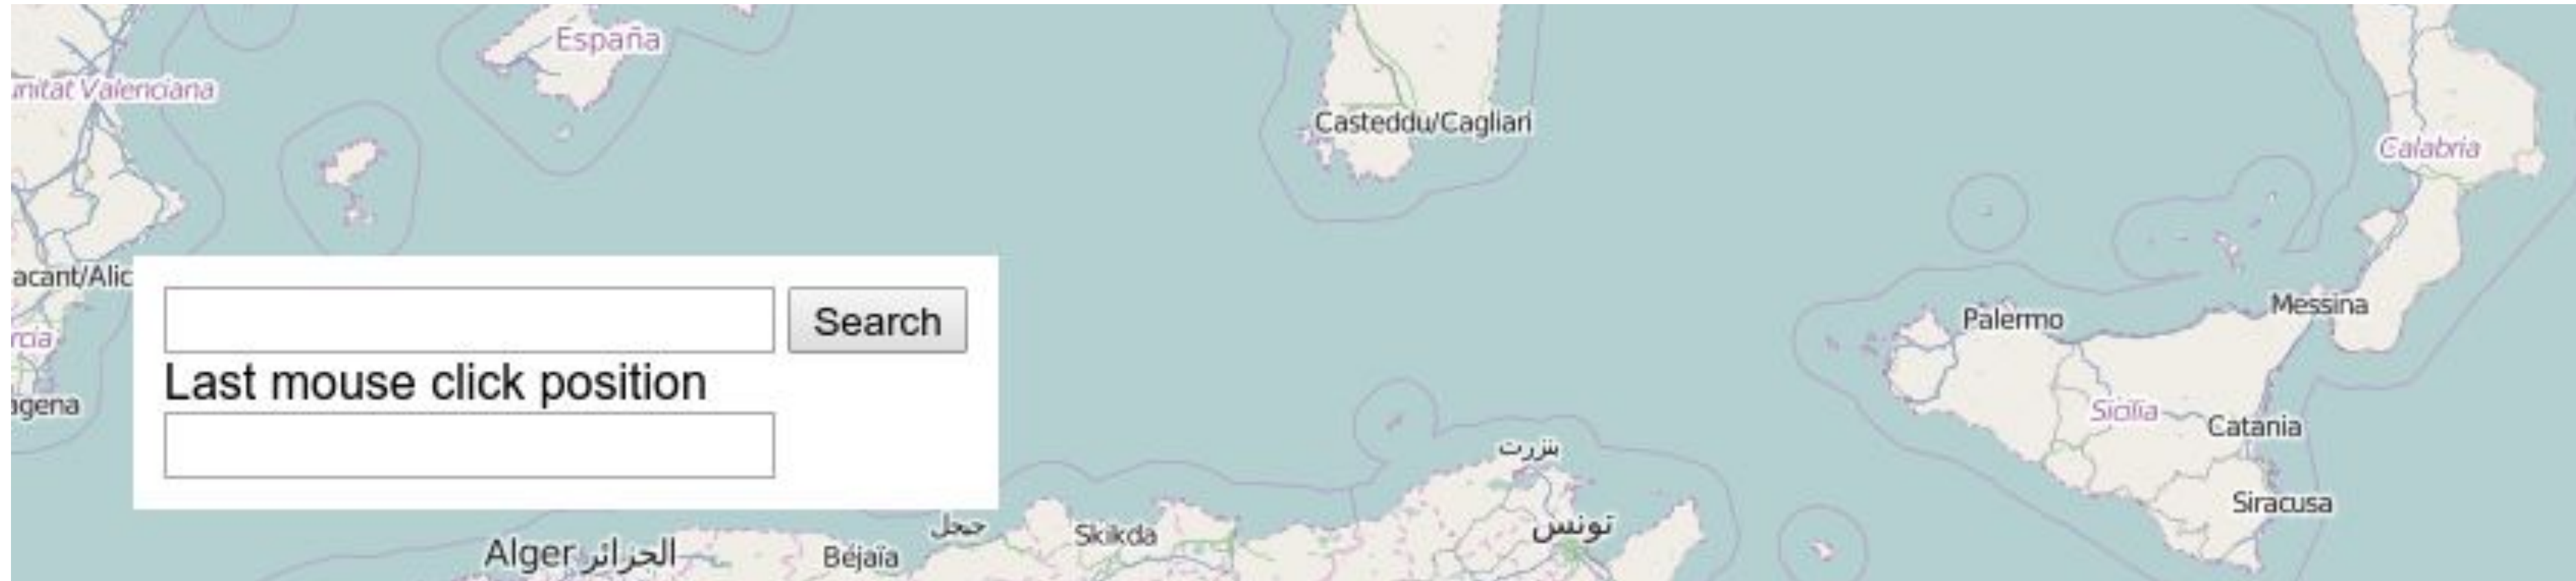 España
unitat Valenciana
Casteddu/Cagliari
Calabria
acant/Alic
Search
Messina
Palermo
rcia
Last mouse click position
agena
Sicilia
Catania
بنزرت
Siracusa
جيجل
تونس
Skikda
Alger الجزائر
Béjaïa